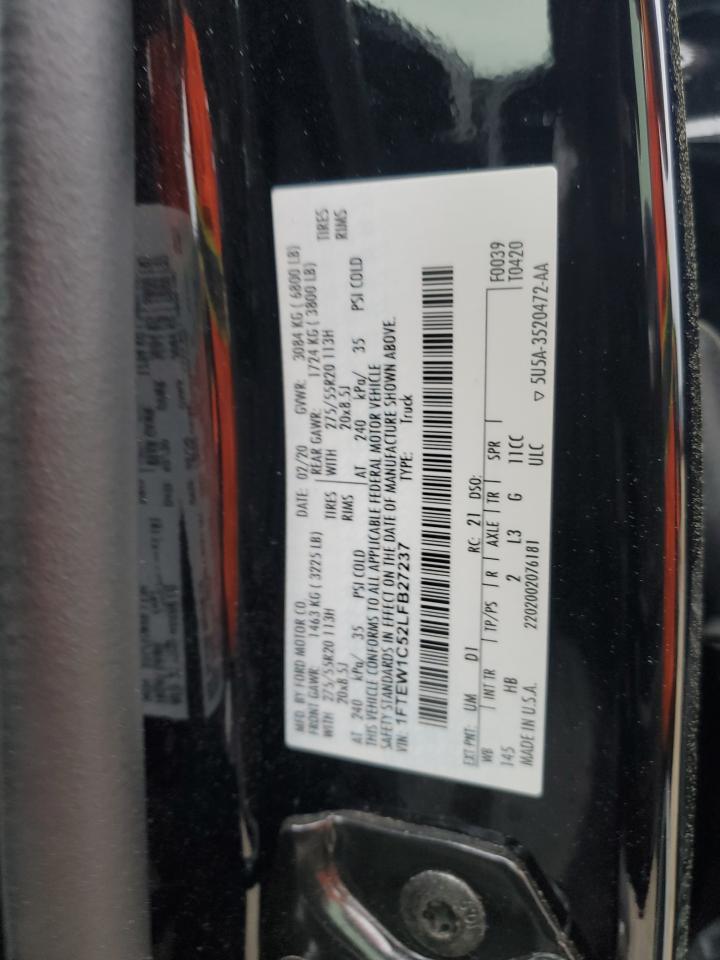 MFD. BY FORD MOTOR CO. DATE: 02/20 GVWR: 3084 KG ( 6800 LB)
FRONT GAWR: 1463 KG ( 3225 LB) REAR GAWR: 1724 KG ( 3800 LB)
WITH 275/55R20 113H TIRES WITH 275/55R20 113H TIRES
20x8.5J RIMS 20x8.5J RIMS
AT 240 kPa/ 35 PSI COLD AT 240 kPa/ 35 PSI COLD
THIS VEHICLE CONFORMS TO ALL APPLICABLE FEDERAL MOTOR VEHICLE
SAFETY STANDARDS IN EFFECT ON THE DATE OF MANUFACTURE SHOWN ABOVE.
VIN: 1FTEW1C52LFB27237 TYPE: Truck
EXT PNT: UM D1 RC: 21 DSO: F0039
WB INT TR TP/PS R AXLE TR SPR T0420
145 HB 2 L3 G 11CC
MADE IN U.S.A. 2202002076181 ULC ▽ 5U5A-3520472-AA